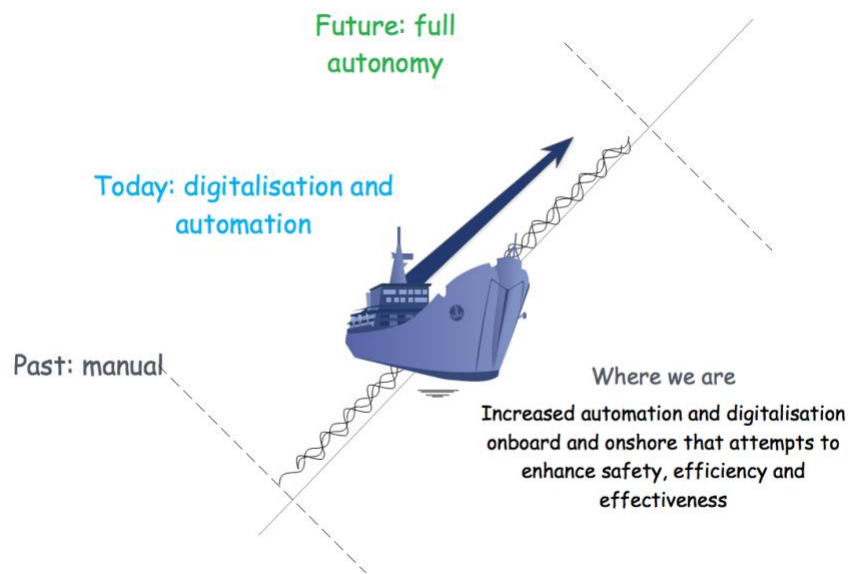 Future: full
autonomy
Today: digitalisation and
automation
Past: manual
Where we are
Increased automation and digitalisation
onboard and onshore that attempts to
enhance safety, efficiency and
effectiveness